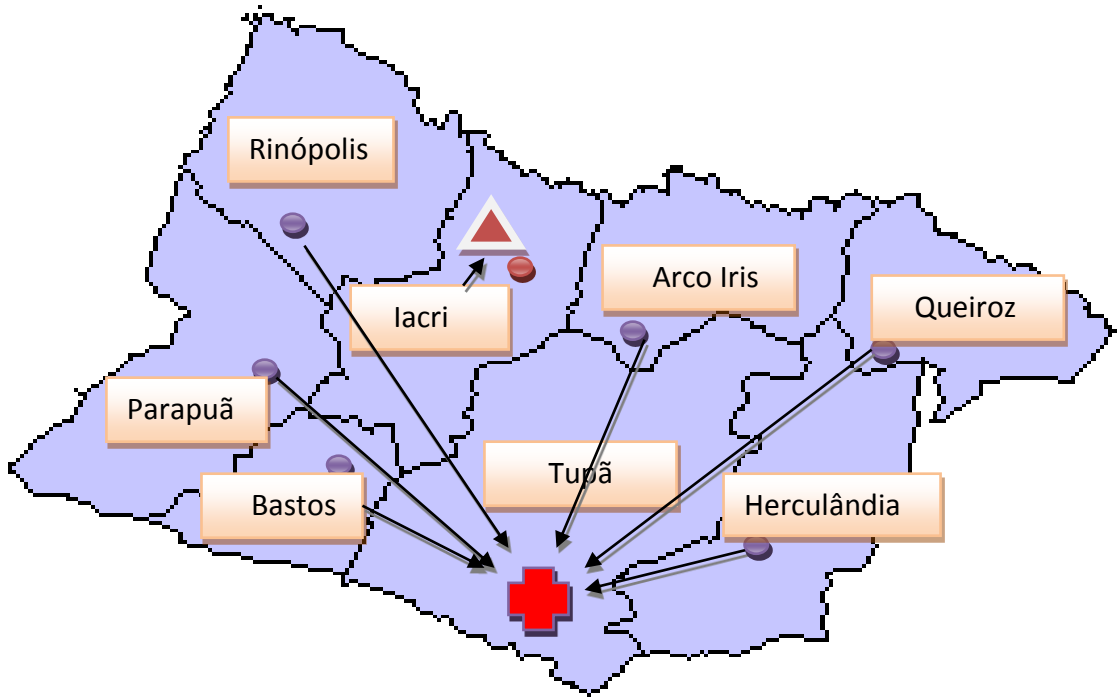 Rinópolis
Arco Iris
Queiroz
Iacri
Parapuã
Tupã
Bastos
Herculândia